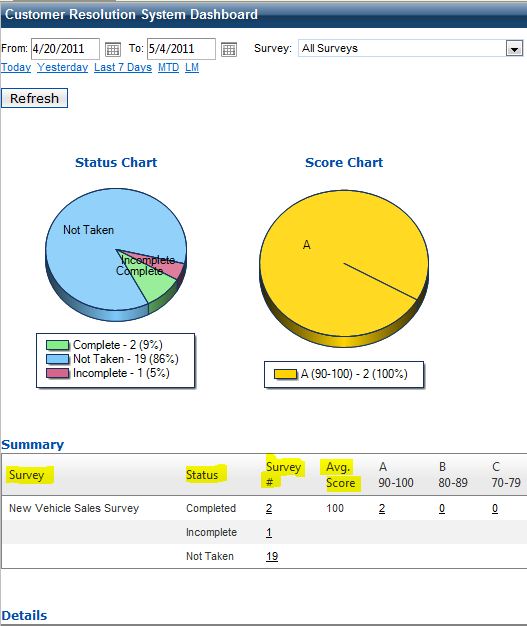 Customer Resolution System Dashboard
From: 4/20/2011 To: 5/4/2011 Survey: All Surveys
Today Yesterday Last 7 Days MTD LM
Refresh
Status Chart Score Chart
Not Taken
A
Incomplete
Complete
Complete - 2 (9%)
Not Taken - 19 (86%)
Incomplete - 1 (5%)
A (90-100) - 2 (100%)
Summary
Survey Status Survey # Avg. Score A 90-100 B 80-89 C 70-79
New Vehicle Sales Survey Completed 2 100 2 0 0
Incomplete 1
Not Taken 19
Details